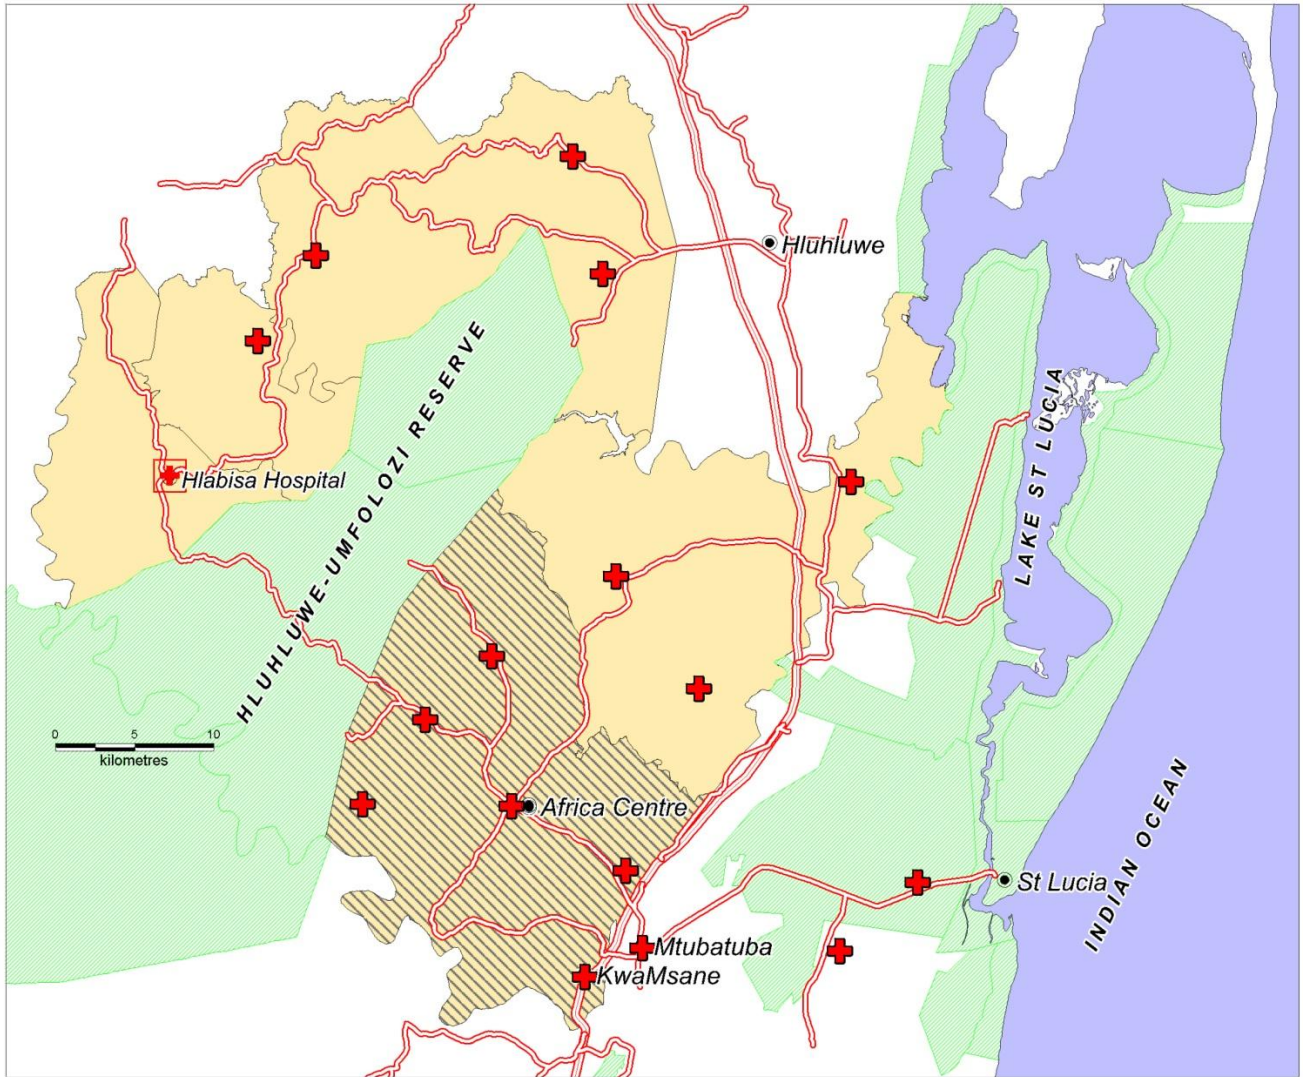 Hluhluwe
HLUHLUWE-UMFOLOZI RESERVE
LAKE ST LUCIA
Hlabisa Hospital
0 5 10
kilometres
Africa Centre
St Lucia
INDIAN OCEAN
Mtubatuba
KwaMsane